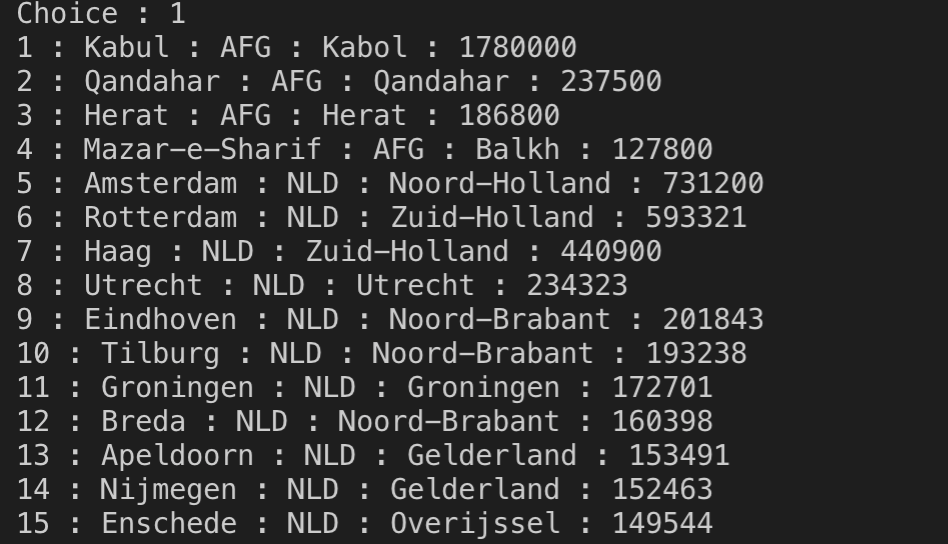 Choice : 1
1 : Kabul : AFG : Kabol : 1780000
2 : Qandahar : AFG : Qandahar : 237500
3 : Herat : AFG : Herat : 186800
4 : Mazar-e-Sharif : AFG : Balkh : 127800
5 : Amsterdam : NLD : Noord-Holland : 731200
6 : Rotterdam : NLD : Zuid-Holland : 593321
7 : Haag : NLD : Zuid-Holland : 440900
8 : Utrecht : NLD : Utrecht : 234323
9 : Eindhoven : NLD : Noord-Brabant : 201843
10 : Tilburg : NLD : Noord-Brabant : 193238
11 : Groningen : NLD : Groningen : 172701
12 : Breda : NLD : Noord-Brabant : 160398
13 : Apeldoorn : NLD : Gelderland : 153491
14 : Nijmegen : NLD : Gelderland : 152463
15 : Enschede : NLD : Overijssel : 149544